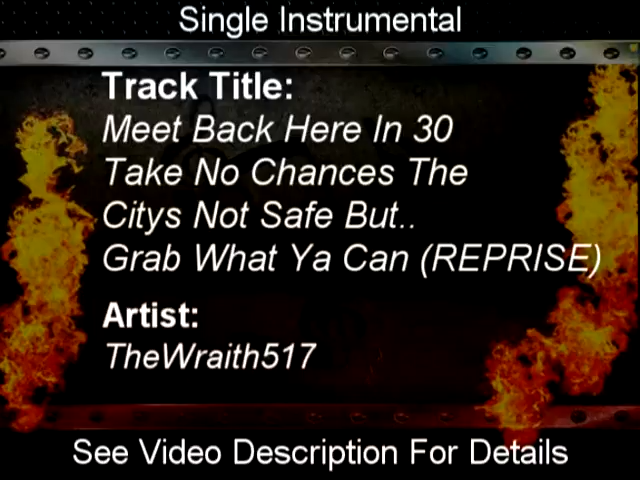 Single Instrumental
Track Title:
Meet Back Here In 30
Take No Chances The
Citys Not Safe But..
Grab What Ya Can (REPRISE)
Artist:
TheWraith517
See Video Description For Details